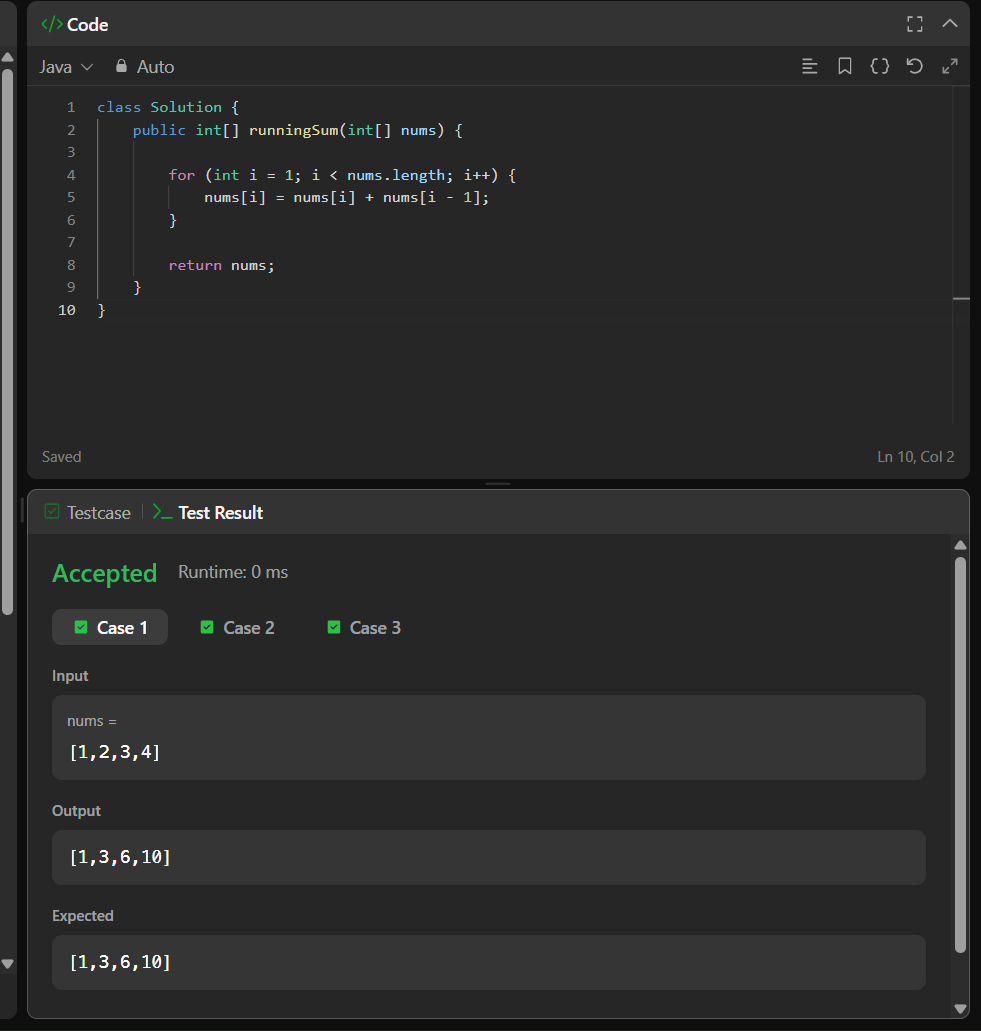 </> Code
Java Auto
1 class Solution {
2     public int[] runningSum(int[] nums) {
3
4         for (int i = 1; i < nums.length; i++) {
5             nums[i] = nums[i] + nums[i - 1];
6         }
7
8         return nums;
9     }
10 }
Saved Ln 10, Col 2
Testcase >_ Test Result
Accepted Runtime: 0 ms
Case 1 Case 2 Case 3
Input
nums =
[1,2,3,4]
Output
[1,3,6,10]
Expected
[1,3,6,10]